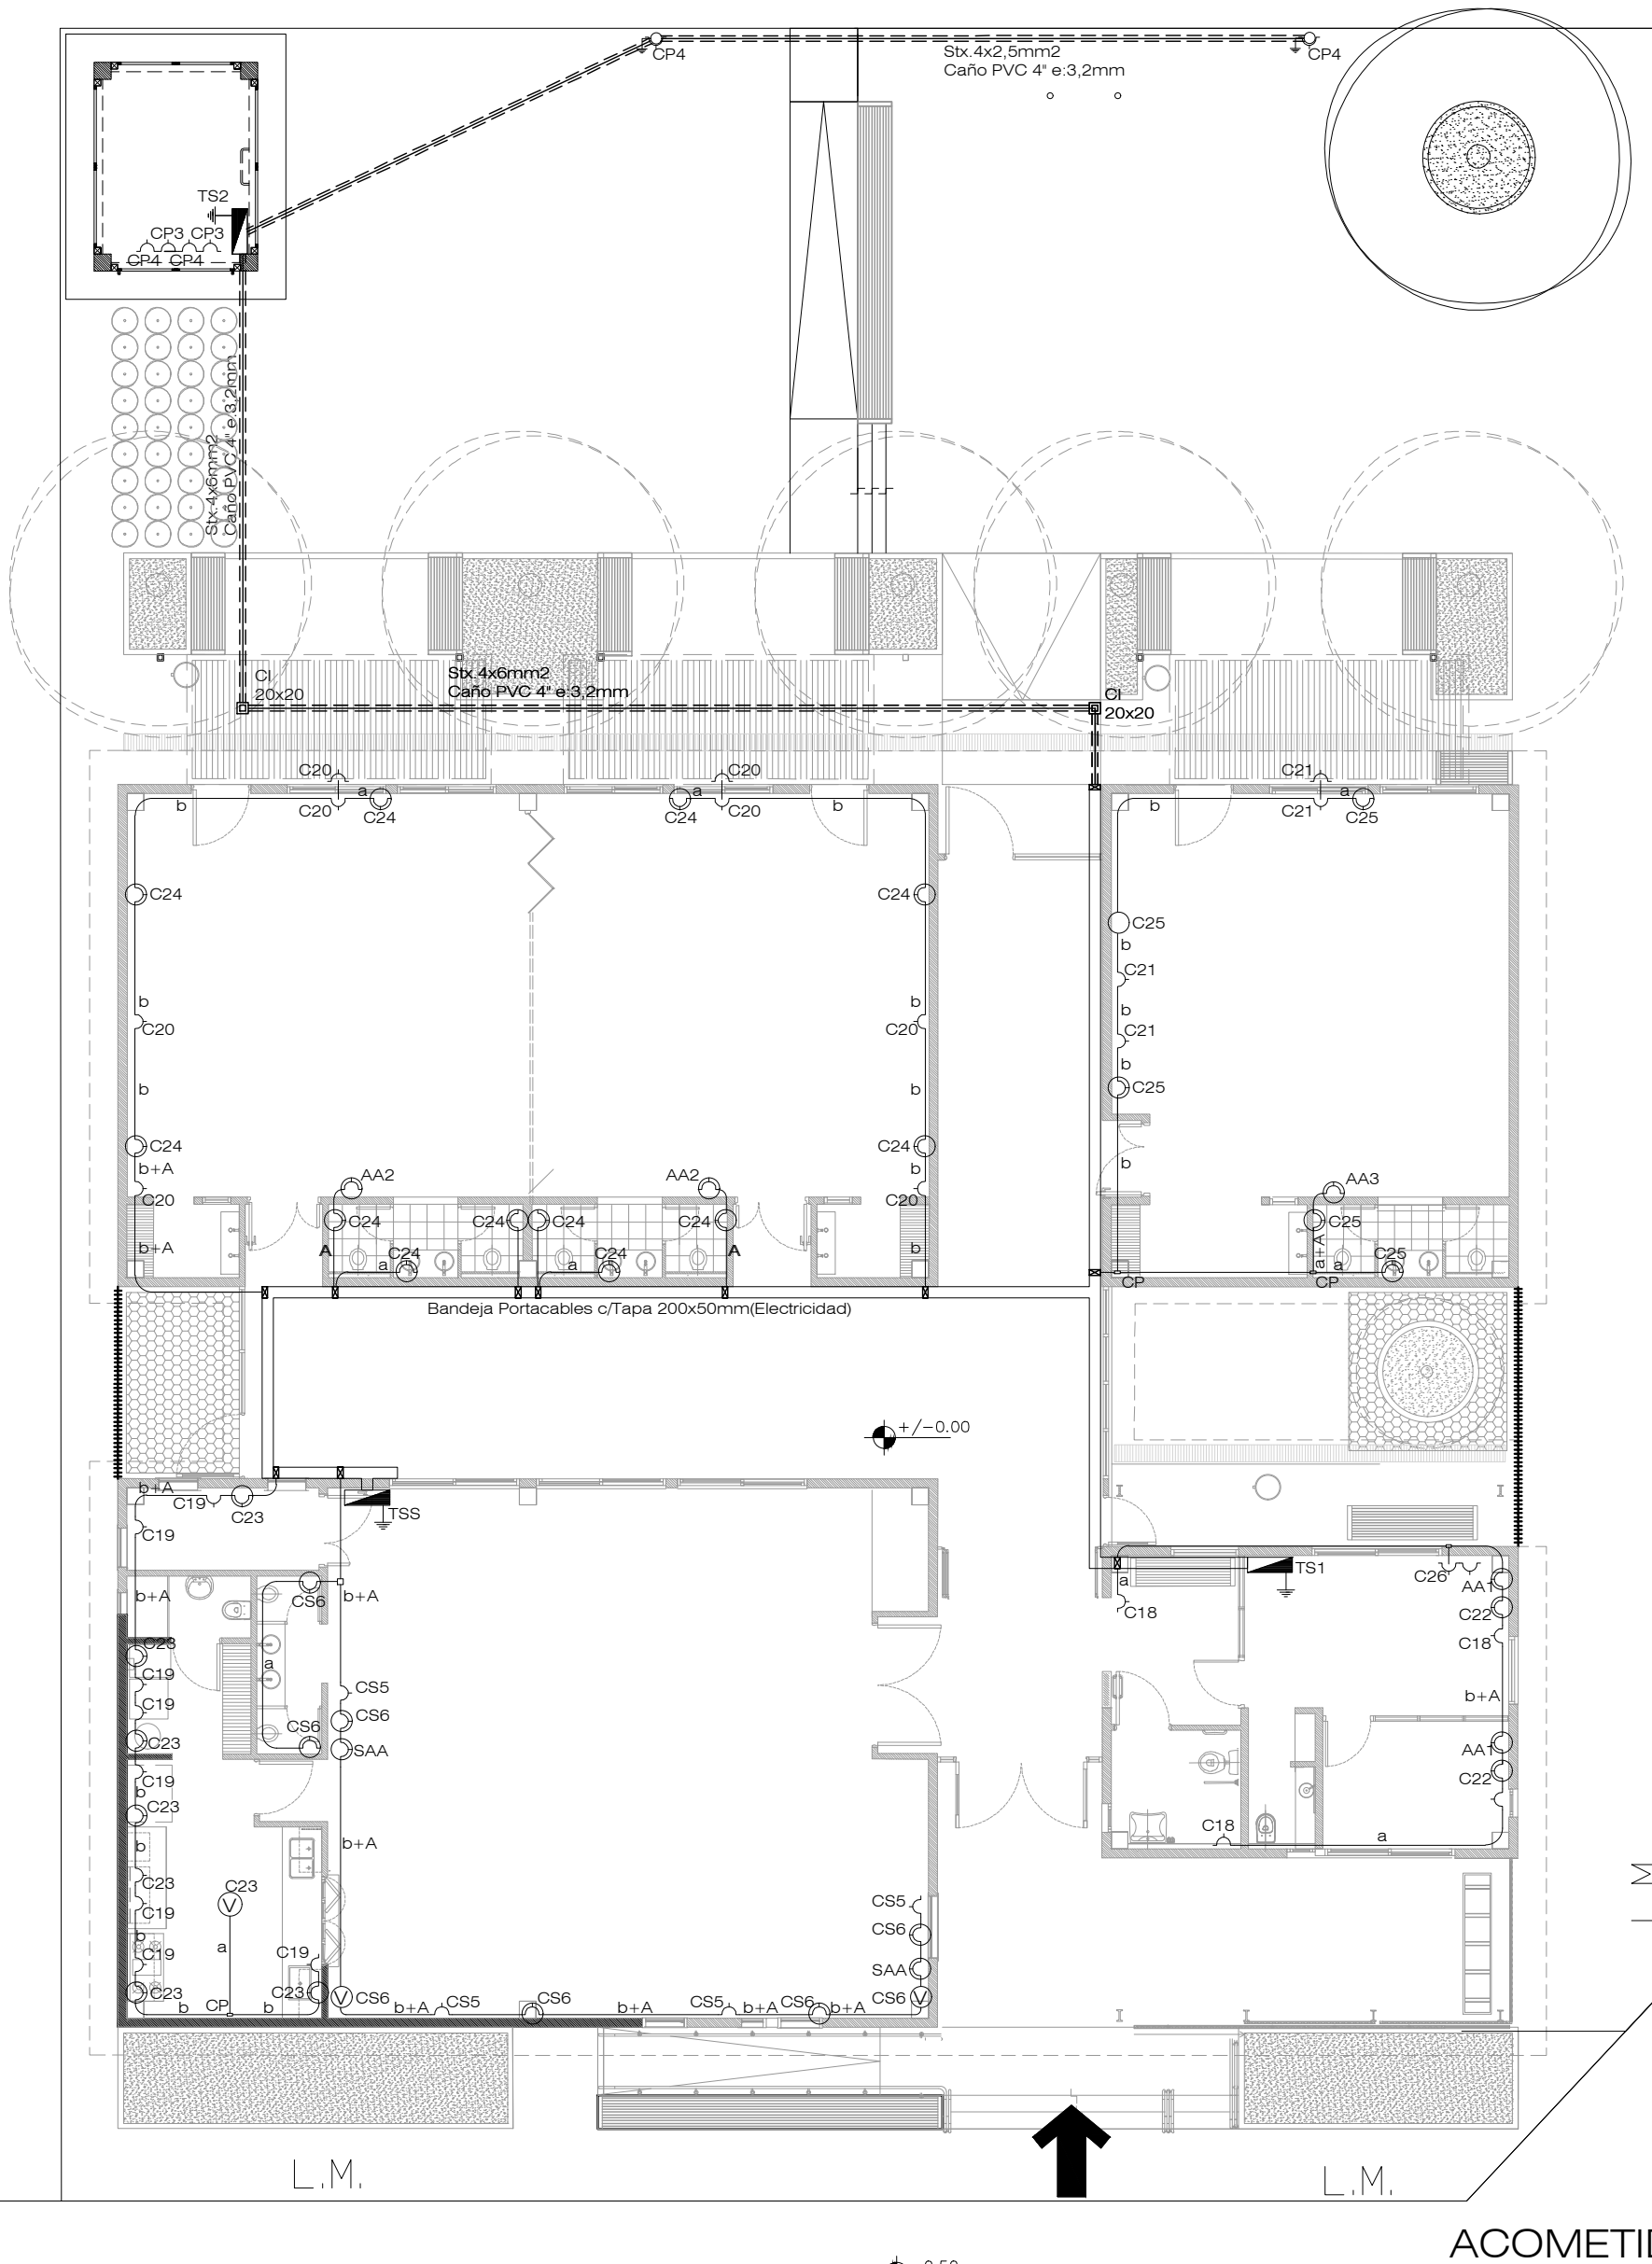 CP4
Stx.4x2,5mm2
Caño PVC 4" e:3,2mm
CP4
TS2
CP3 CP3
CP4 CP4
Stx.4x6mm2
Caño PVC 4" e:3,2mm
CI
20x20
Stx.4x6mm2
Caño PVC 4" e:3,2mm
CI
20x20
C20
C20
C21
b
a
a
b
b
a
C20
C24
C24
C20
C21
C25
C24
C24
C25
b
C21
b
b
b
C20
C20
C21
b
b
b
C25
C24
C24
b+A
b
b
C20
AA2
AA2
C20
AA3
C24
C24
C24
C24
C25
b+A
A
A
b
a+A
C24
C24
C25
a
a
a
CP
CP
Bandeja Portacables c/Tapa 200x50mm(Electricidad)
+/-0.00
b+A
C19
C23
TSS
C19
TS1
C26
a
AA1
C18
C22
C18
b+A
CS6
b+A
C23
a
C19
C19
CS5
CS6
CS6
SAA
b+A
C23
AA1
C22
C19
b
C23
C18
a
b
b+A
C23
C23
C19
CS5
CS6
a
b
C19
C19
SAA
C23
C23
CS6
CS6
b
CP
b
b+A
CS5
CS6
b+A
CS5
b+A
CS6
b+A
M
L.M.
L.M.
ACOMETI